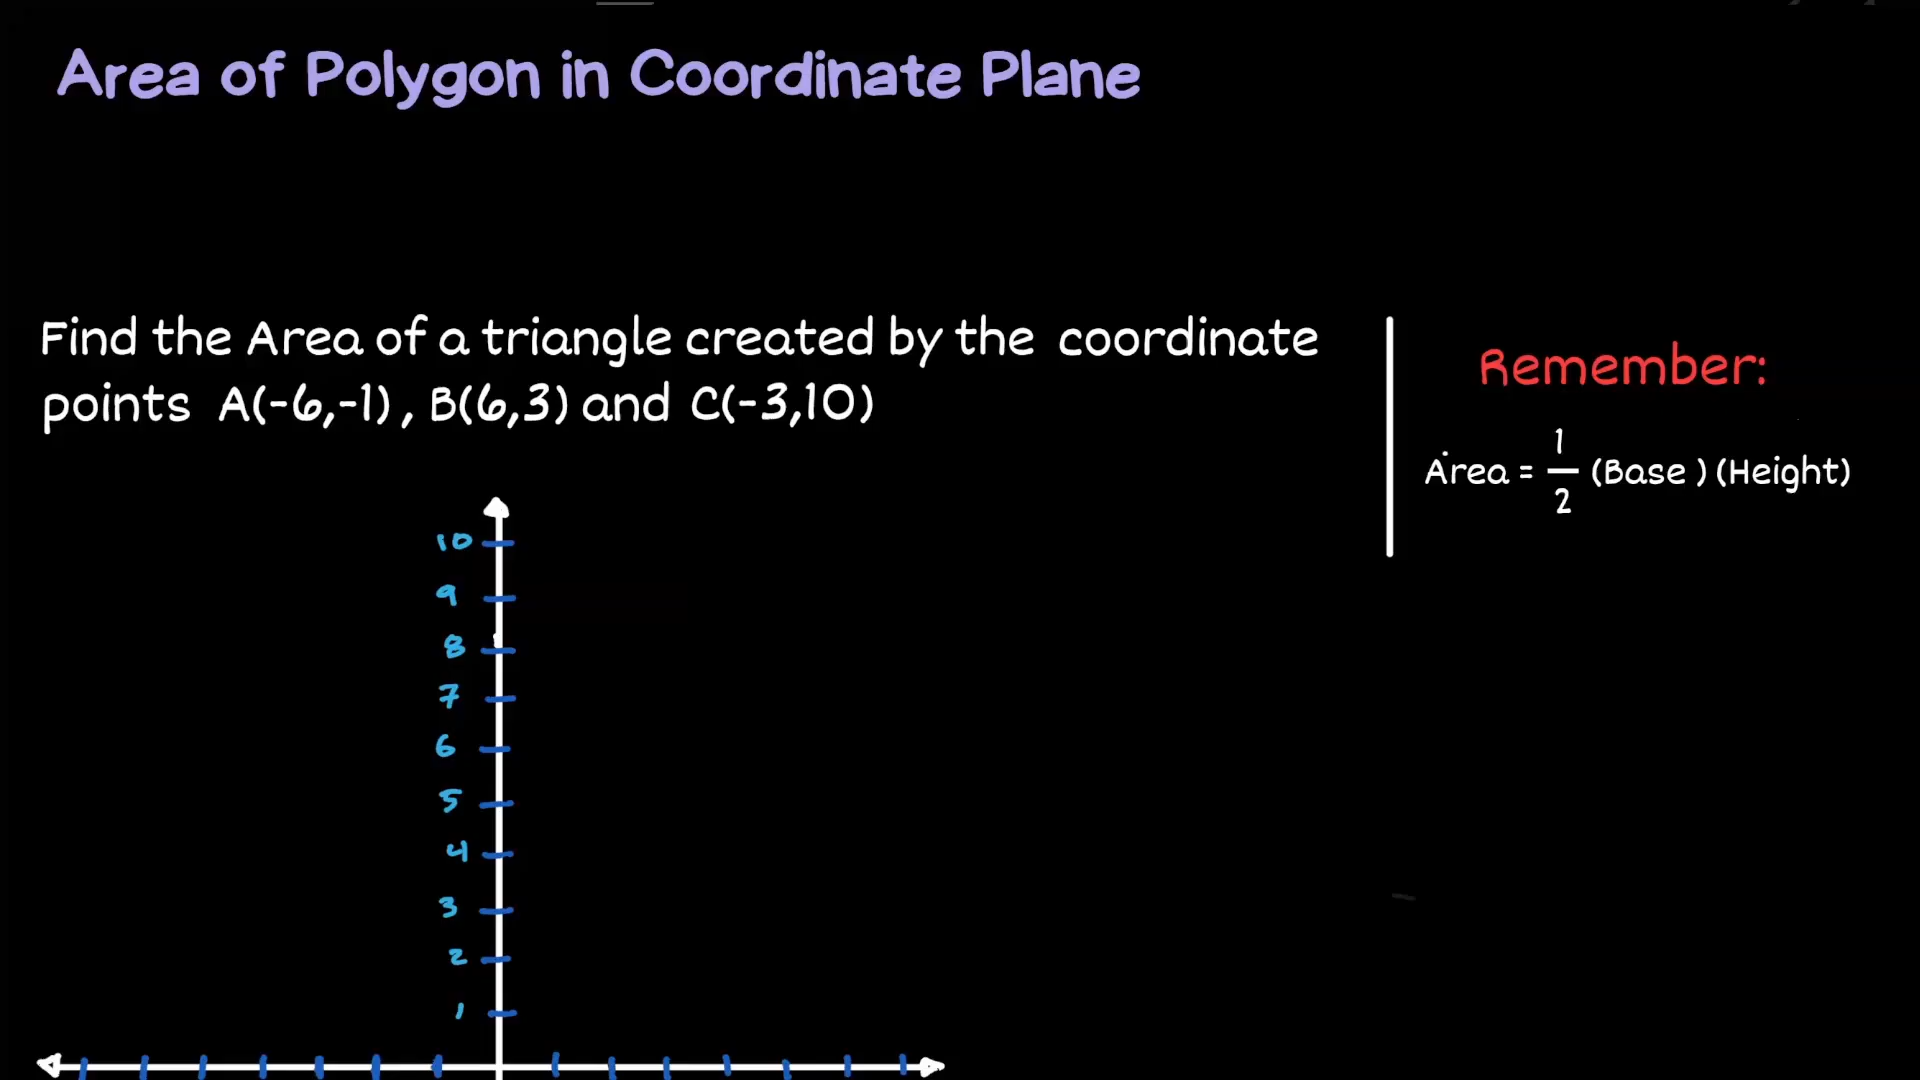 Area of Polygon in Coordinate Plane
Find the Area of a triangle created by the coordinate
points A(-6,-1), B(6,3) and C(-3,10)
Remember:
Area = 1/2 (Base) (Height)
10
9
8
7
6
5
4
3
2
1